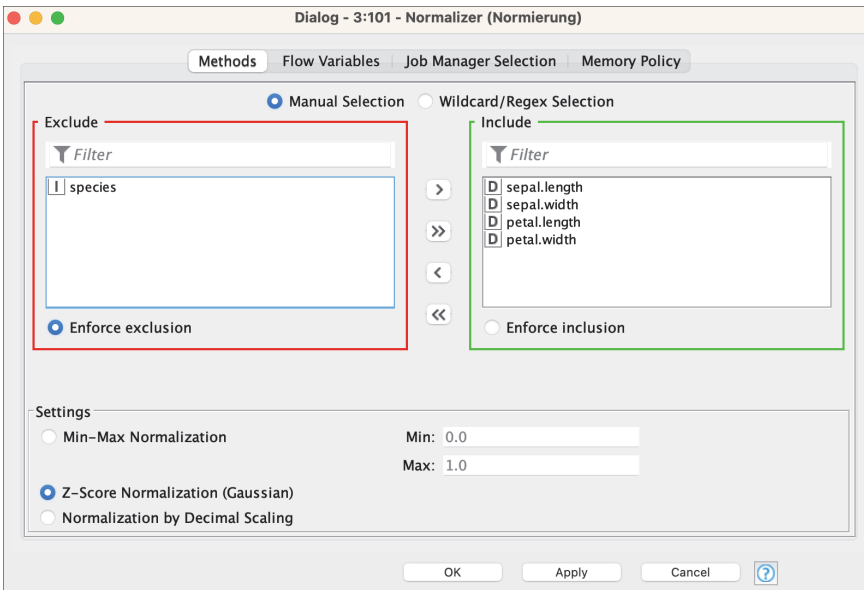 Dialog - 3:101 - Normalizer (Normierung)
Methods Flow Variables Job Manager Selection Memory Policy
Manual Selection Wildcard/Regex Selection
Exclude
Filter
I species
Enforce exclusion
>
>>
<
<<
Include
Filter
D sepal.length
D sepal.width
D petal.length
D petal.width
Enforce inclusion
Settings
Min-Max Normalization Min: 0.0
Max: 1.0
Z-Score Normalization (Gaussian)
Normalization by Decimal Scaling
OK Apply Cancel ?